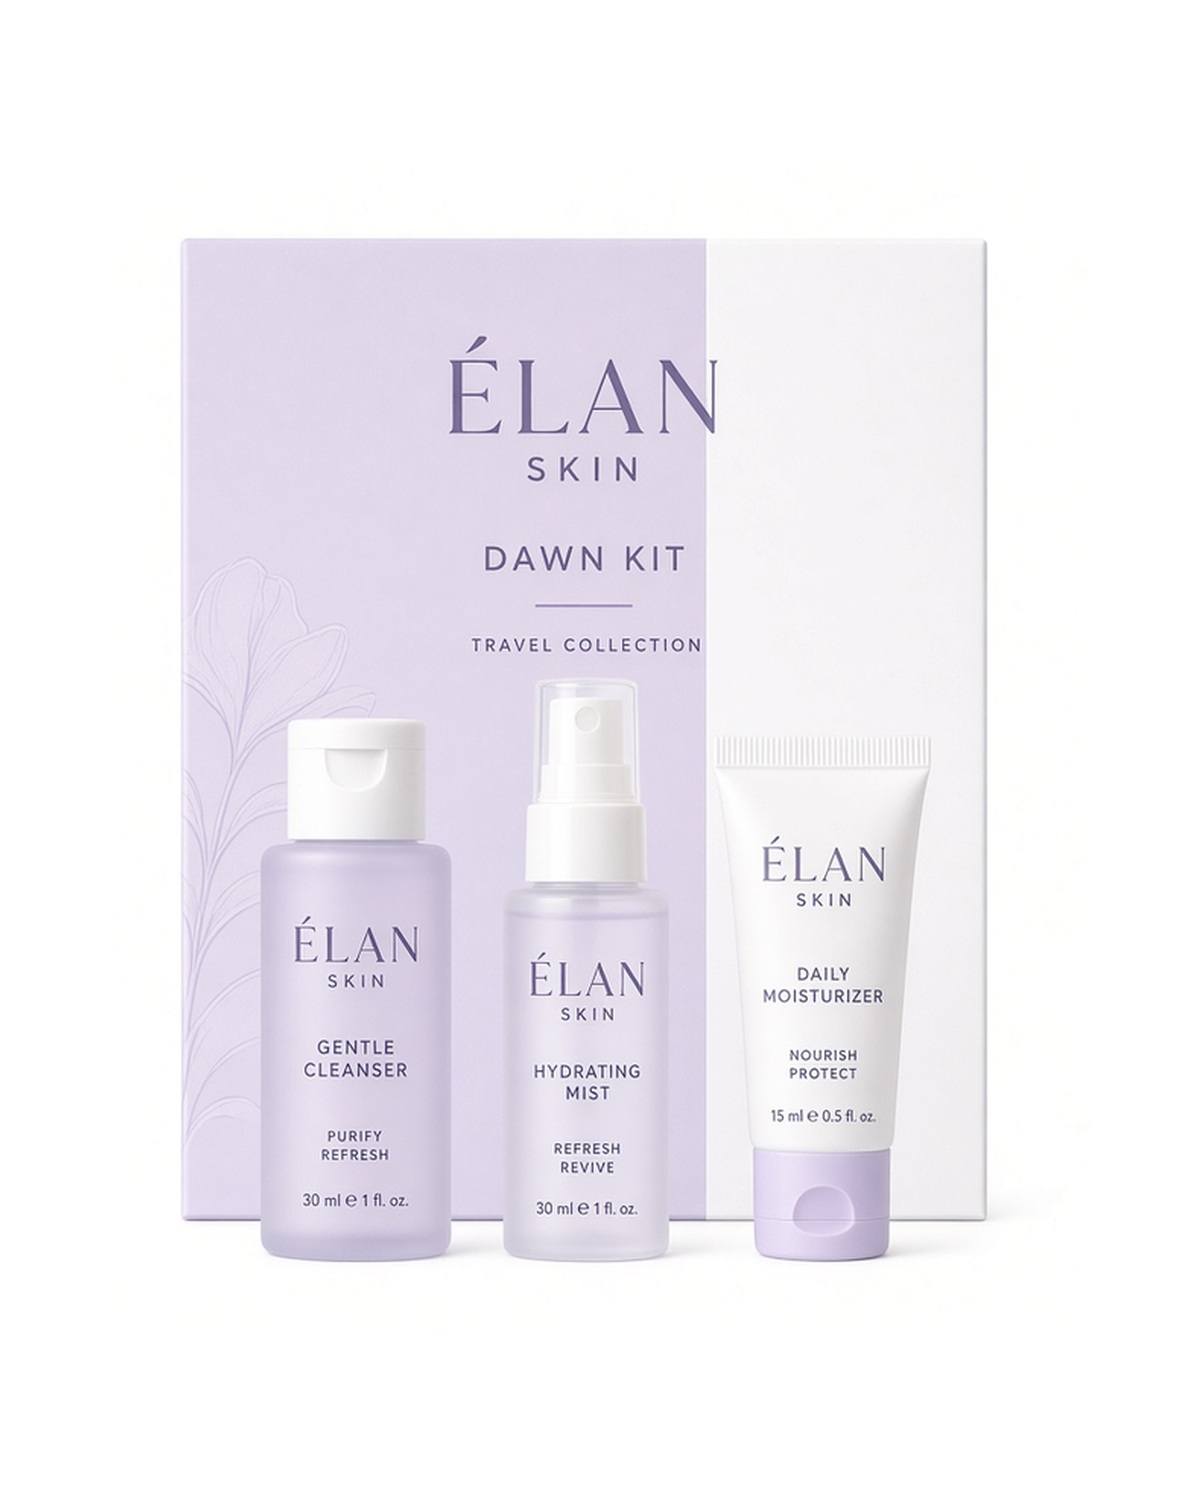 ÉLAN
SKIN
DAWN KIT
TRAVEL COLLECTION
ÉLAN
SKIN
GENTLE
CLEANSER
PURIFY
REFRESH
30 ml ℮ 1 fl. oz.
ÉLAN
SKIN
HYDRATING
MIST
REFRESH
REVIVE
30 ml ℮ 1 fl. oz.
ÉLAN
SKIN
DAILY
MOISTURIZER
NOURISH
PROTECT
15 ml ℮ 0.5 fl. oz.